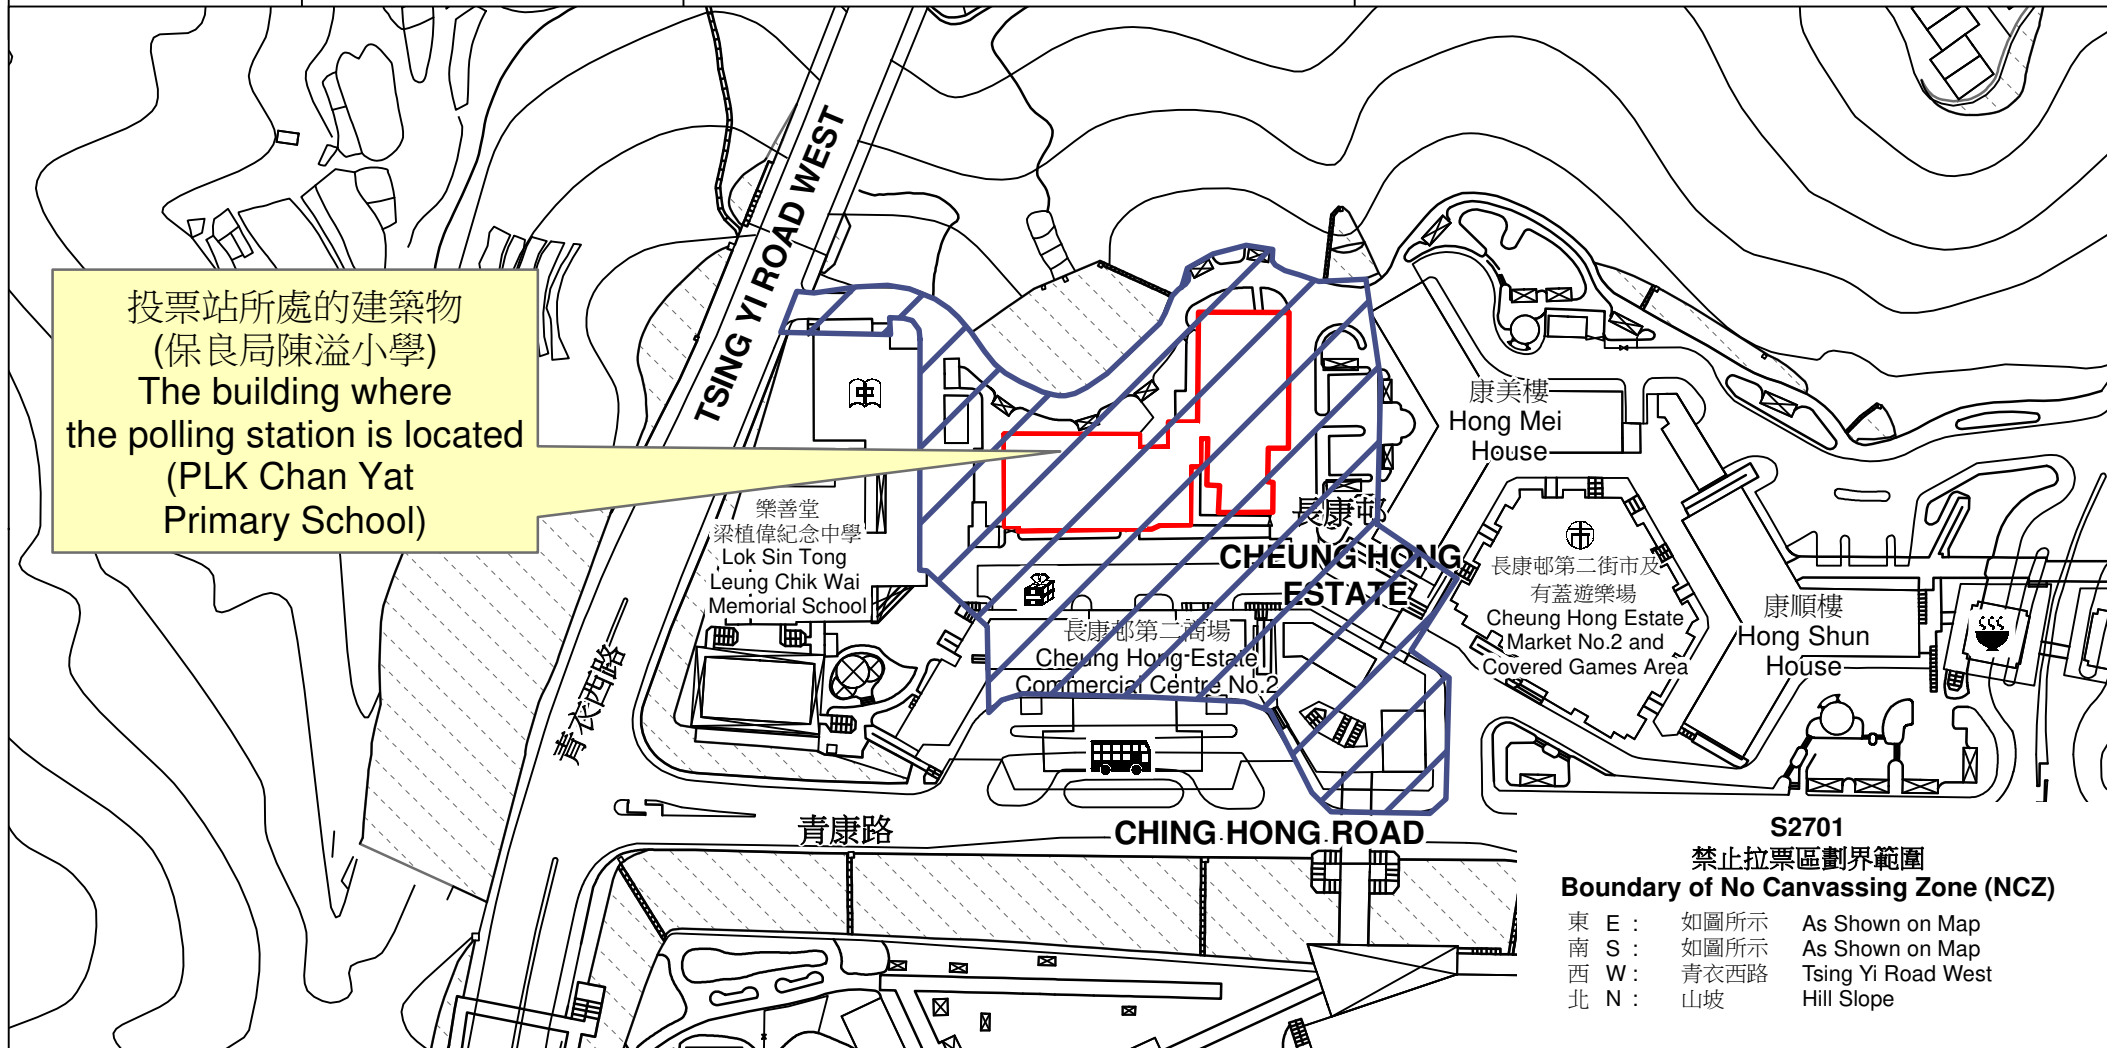 投票站所處的建築物
(保良局陳溢小學)
The building where
the polling station is located
(PLK Chan Yat
Primary School)
TSING YI ROAD WEST
青衣西路
中
樂善堂
梁植偉紀念中學
Lok Sin Tong
Leung Chik Wai
Memorial School
長康邨
CHEUNG HONG
ESTATE
長康邨第二商場
Cheung Hong Estate
Commercial Centre No.2
康美樓
Hong Mei
House
市
長康邨第二街市及
有蓋遊樂場
Cheung Hong Estate
Market No.2 and
Covered Games Area
康順樓
Hong Shun
House
青康路
CHING HONG ROAD
S2701
禁止拉票區劃界範圍
Boundary of No Canvassing Zone (NCZ)
東 E : 如圖所示 As Shown on Map
南 S : 如圖所示 As Shown on Map
西 W : 青衣西路 Tsing Yi Road West
北 N : 山坡 Hill Slope